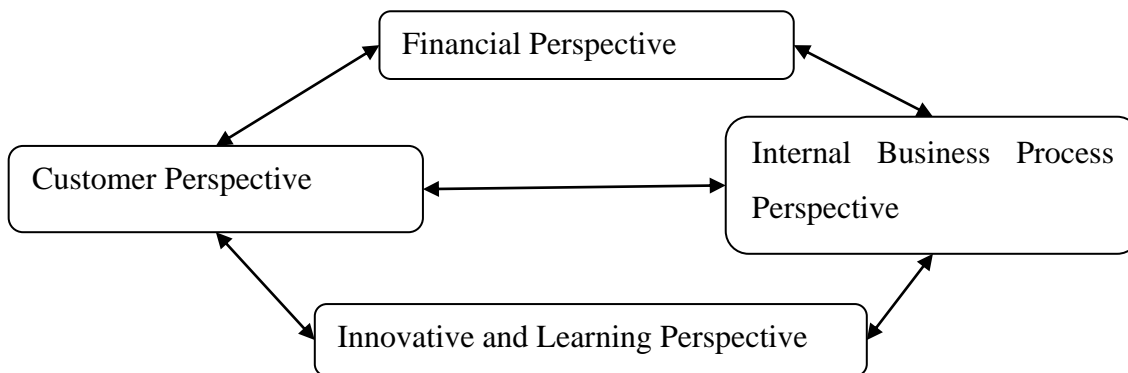 Financial Perspective
Customer Perspective
Internal Business Process
Perspective
Innovative and Learning Perspective